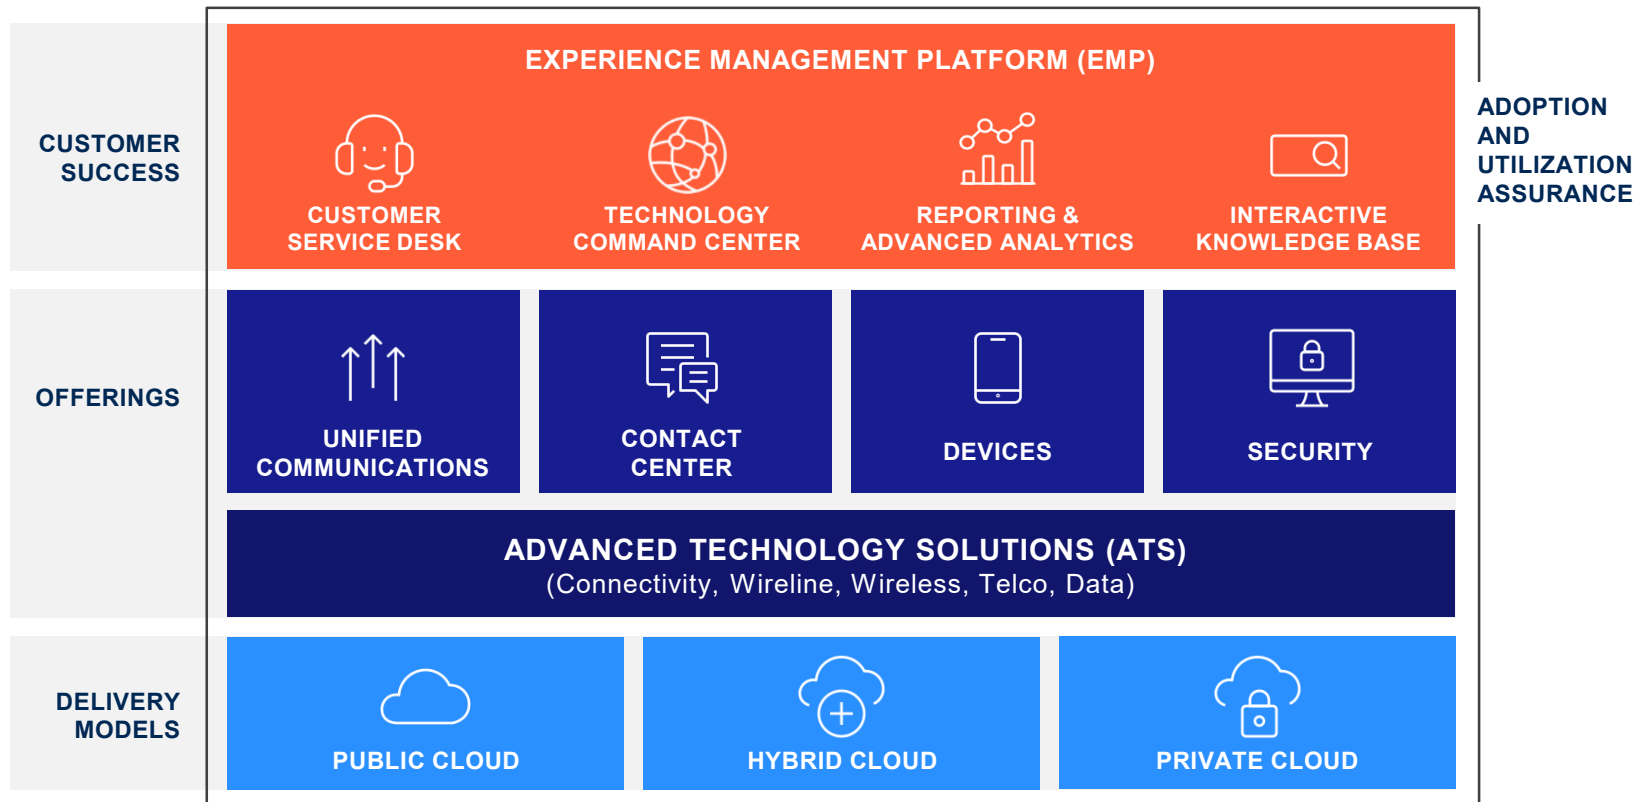 EXPERIENCE MANAGEMENT PLATFORM (EMP)
CUSTOMER
SUCCESS
CUSTOMER
SERVICE DESK
TECHNOLOGY
COMMAND CENTER
REPORTING &
ADVANCED ANALYTICS
INTERACTIVE
KNOWLEDGE BASE
ADOPTION
AND
UTILIZATION
ASSURANCE
OFFERINGS
UNIFIED
COMMUNICATIONS
CONTACT
CENTER
DEVICES
SECURITY
ADVANCED TECHNOLOGY SOLUTIONS (ATS)
(Connectivity, Wireline, Wireless, Telco, Data)
DELIVERY
MODELS
PUBLIC CLOUD
HYBRID CLOUD
PRIVATE CLOUD